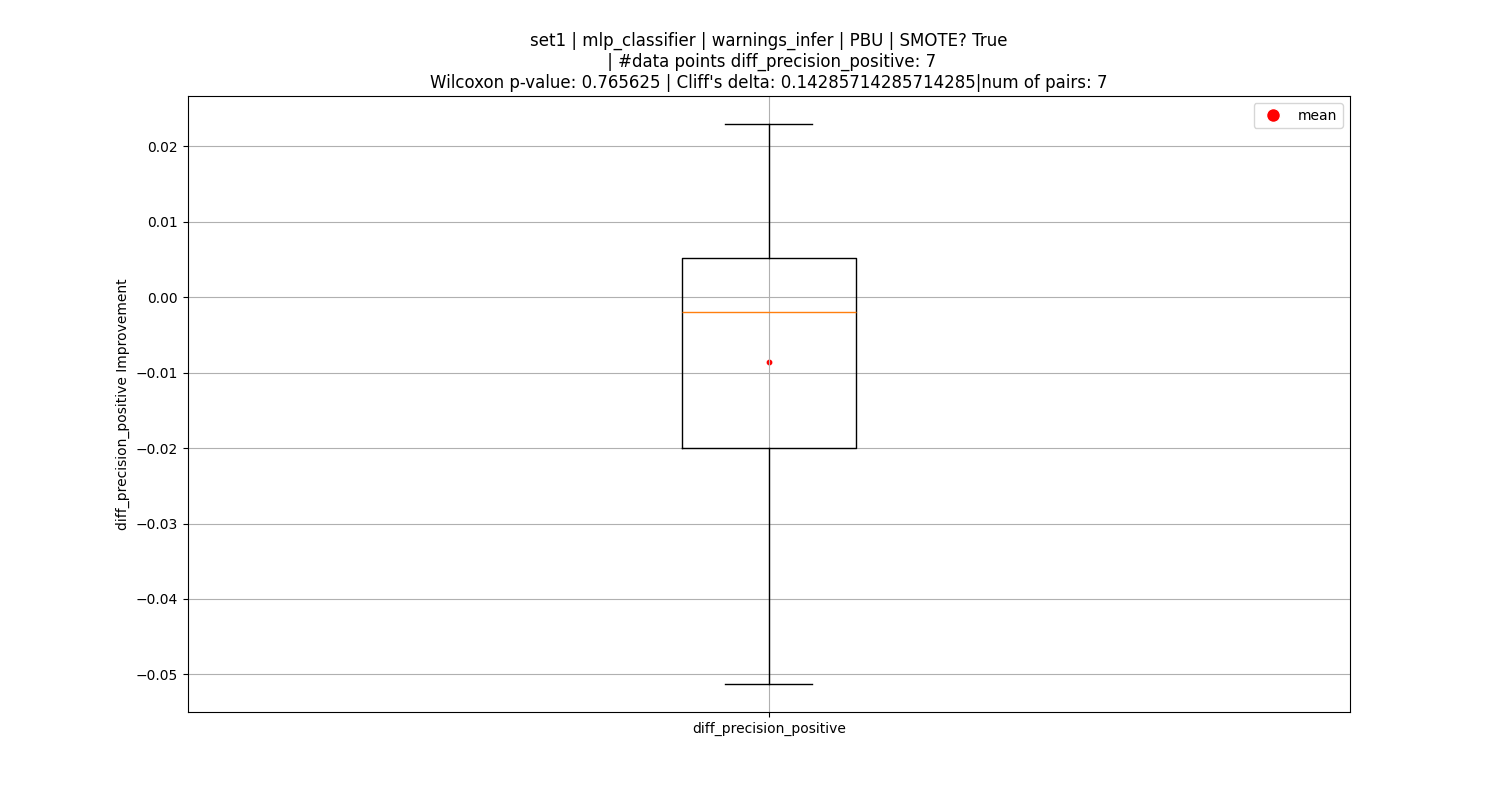 set1 | mlp_classifier | warnings_infer | PBU | SMOTE? True
| #data points diff_precision_positive: 7
Wilcoxon p-value: 0.765625 | Cliff's delta: 0.14285714285714285|num of pairs: 7
mean
0.02
0.01
0.00
−0.01
−0.02
−0.03
−0.04
−0.05
diff_precision_positive Improvement
diff_precision_positive